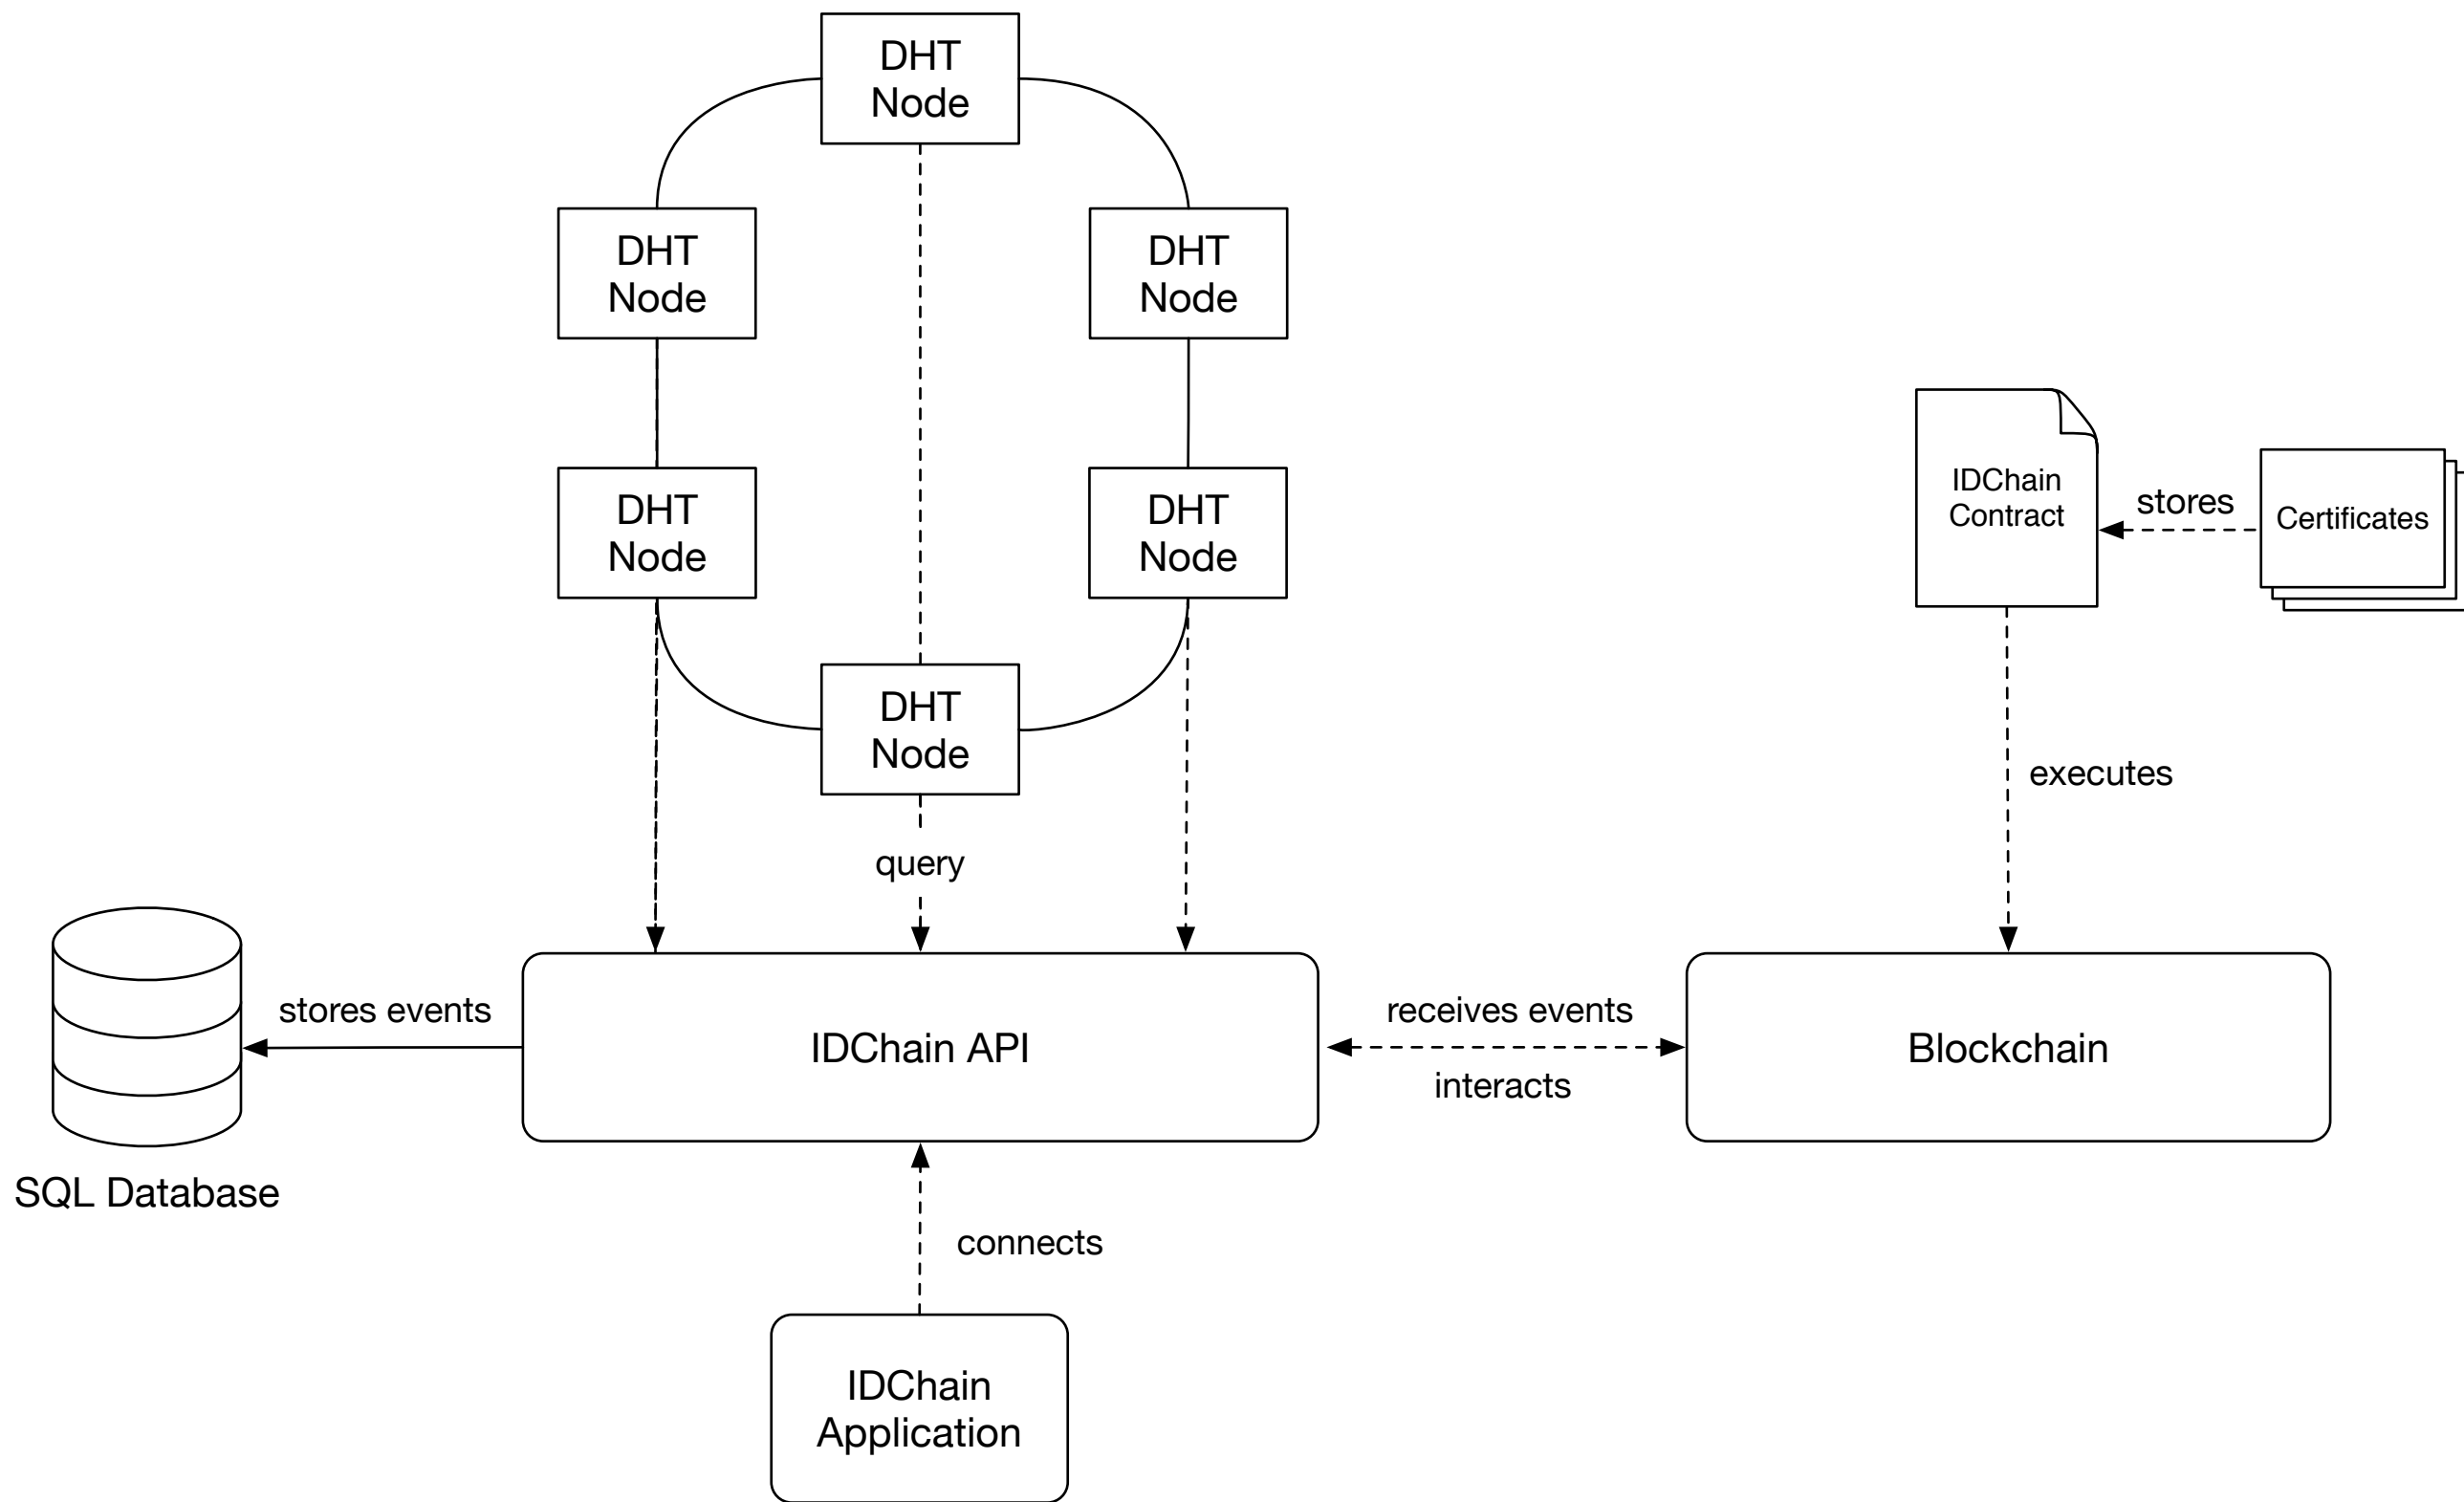 DHT
Node
DHT
Node
DHT
Node
DHT
Node
DHT
Node
IDChain
Contract
stores
Certificates
DHT
Node
executes
query
stores events
receives events
IDChain API
Blockchain
interacts
SQL Database
connects
IDChain
Application